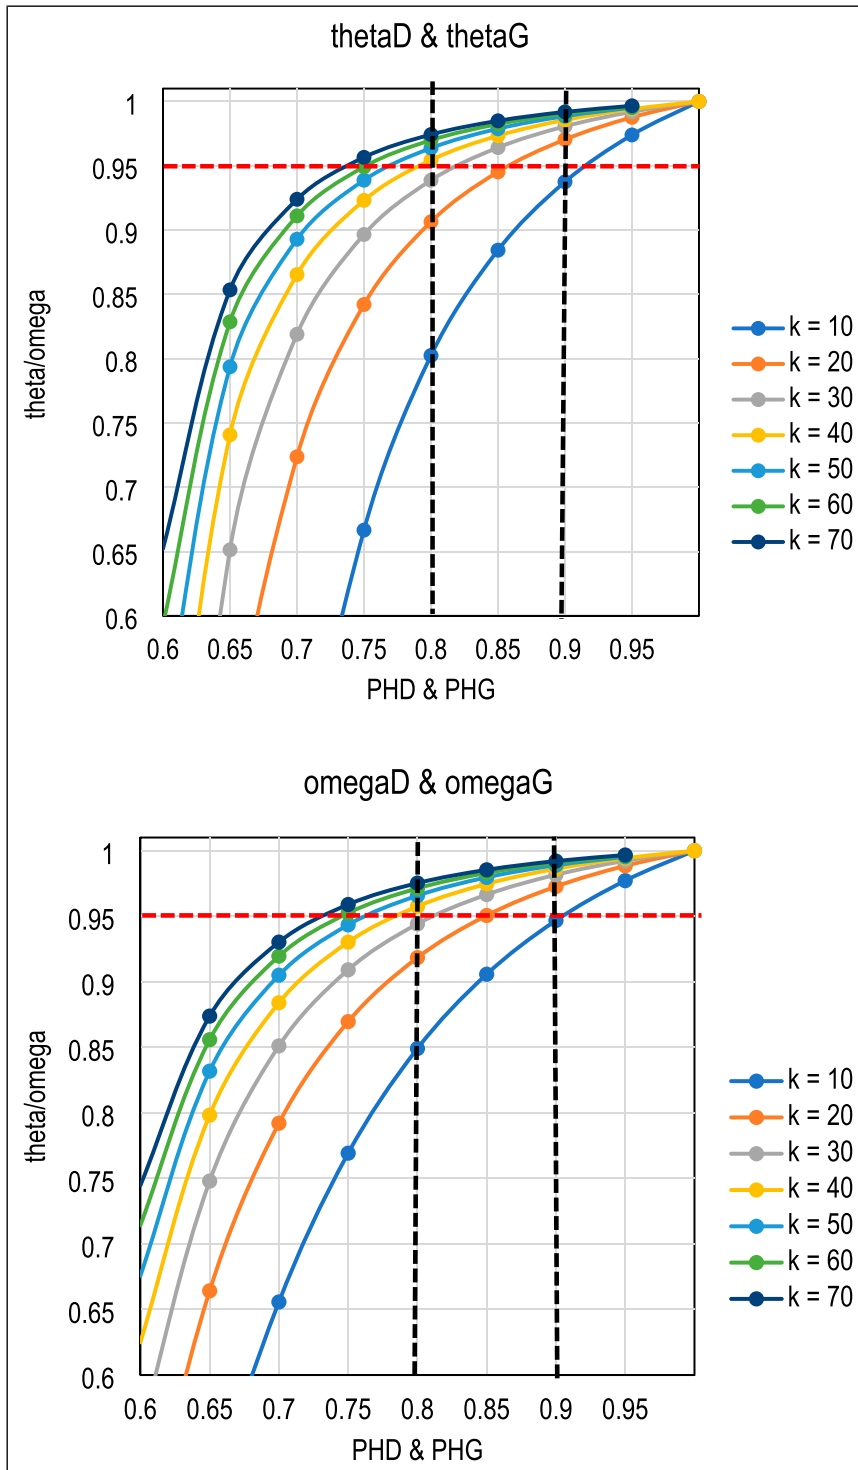 thetaD & thetaG
1
0.95
0.9
0.85
0.8
0.75
0.7
0.65
0.6
theta/omega
0.6 0.65 0.7 0.75 0.8 0.85 0.9 0.95
PHD & PHG
k = 10
k = 20
k = 30
k = 40
k = 50
k = 60
k = 70
omegaD & omegaG
1
0.95
0.9
0.85
0.8
0.75
0.7
0.65
0.6
theta/omega
0.6 0.65 0.7 0.75 0.8 0.85 0.9 0.95
PHD & PHG
k = 10
k = 20
k = 30
k = 40
k = 50
k = 60
k = 70